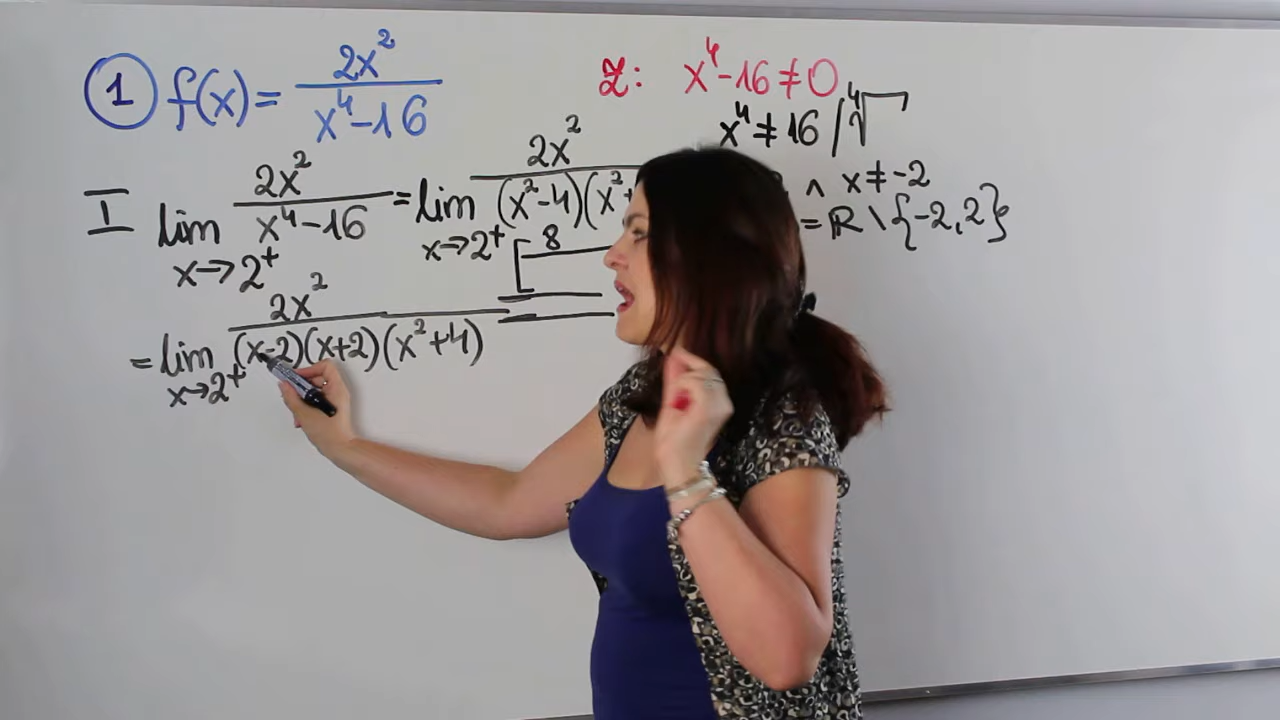 ① f(x) = 2x² / x⁴-16
Z: x⁴-16≠0
x⁴≠16 /∜
∧ x≠-2
= R \ {-2,2}
I lim x→2⁺ 2x² / x⁴-16 = lim x→2⁺ 2x² / (x²-4)(x²+
[8
= lim x→2⁺ 2x² / (x-2)(x+2)(x²+4) =